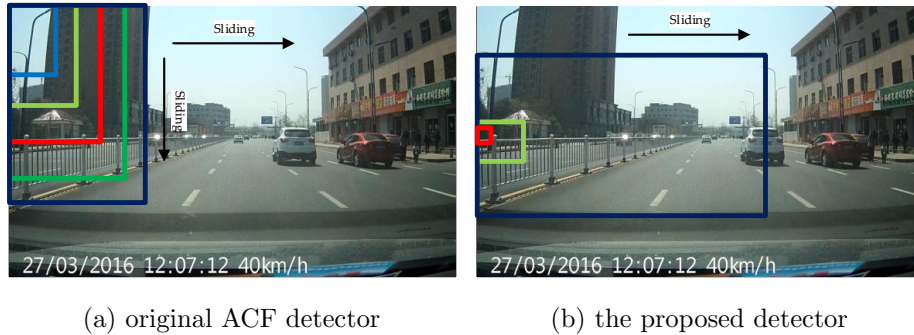 Sliding
Sliding
27/03/2016 12:07:12 40km/h
(a) original ACF detector
Sliding
27/03/2016 12:07:12 40km/h
(b) the proposed detector